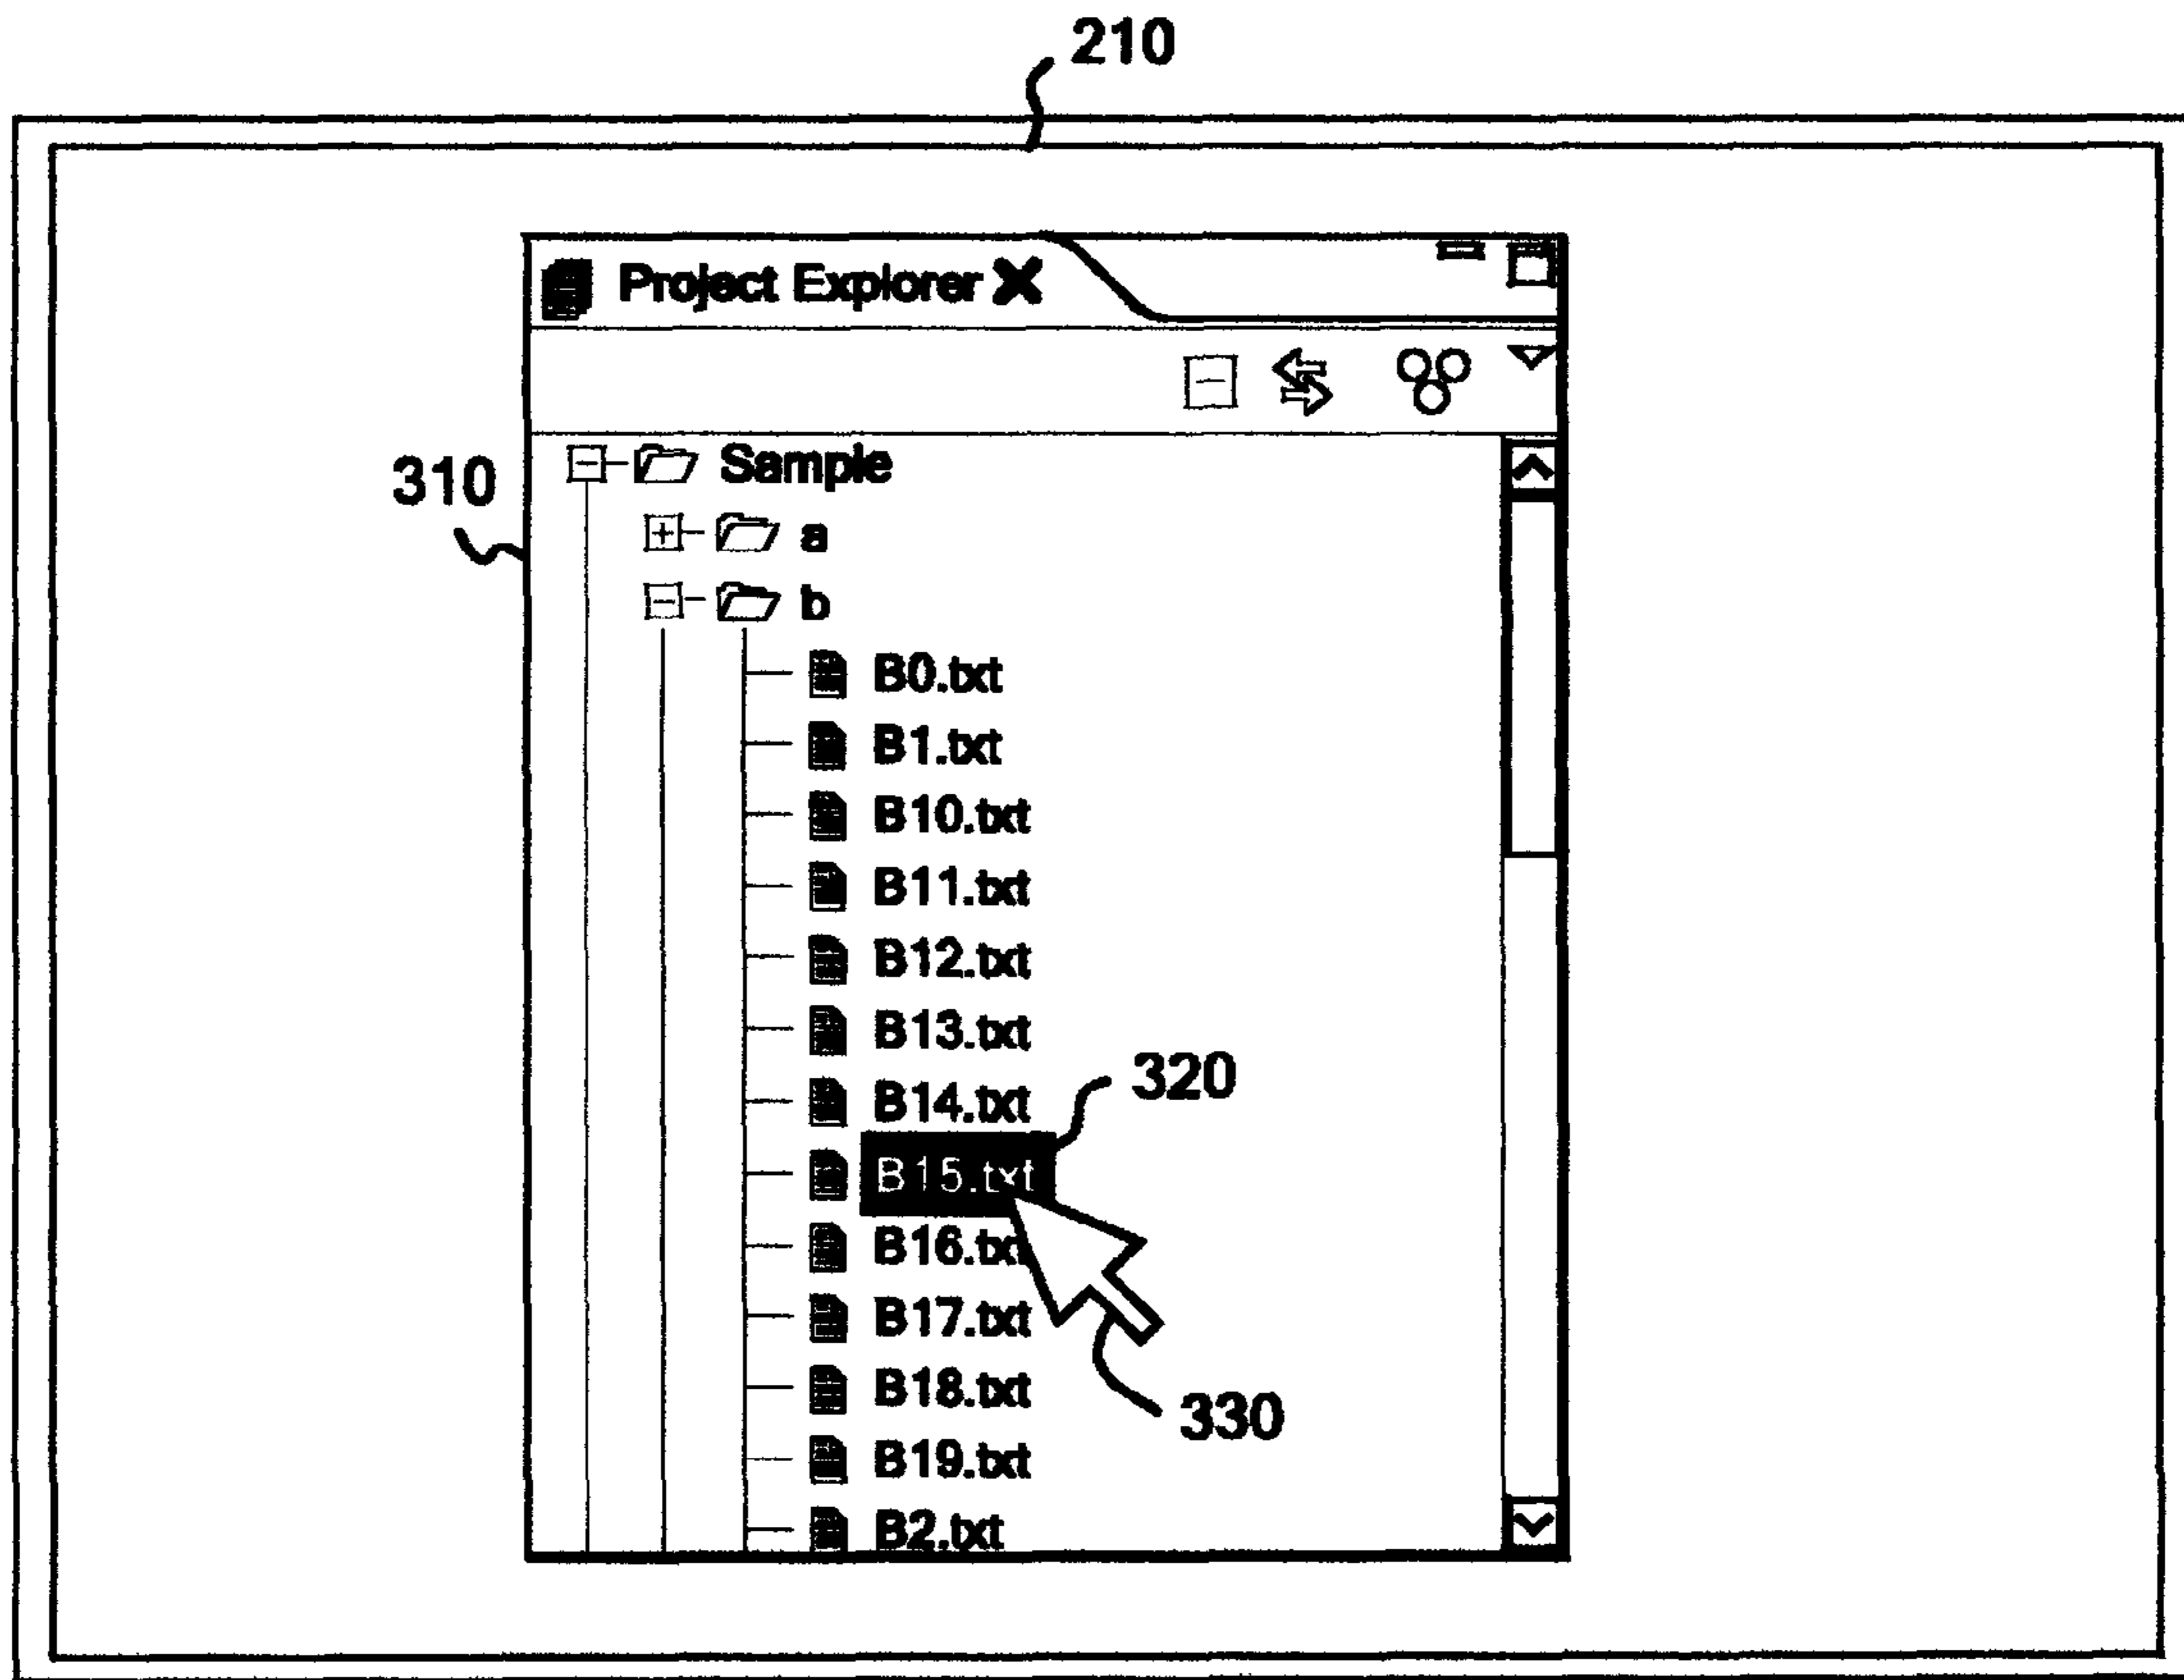 210
Project Explorer
310
Sample
a
b
B0.txt
B1.txt
B10.txt
B11.txt
B12.txt
B13.txt
320
B14.txt
B15.txt
B16.txt
B17.txt
330
B18.txt
B19.txt
B2.txt